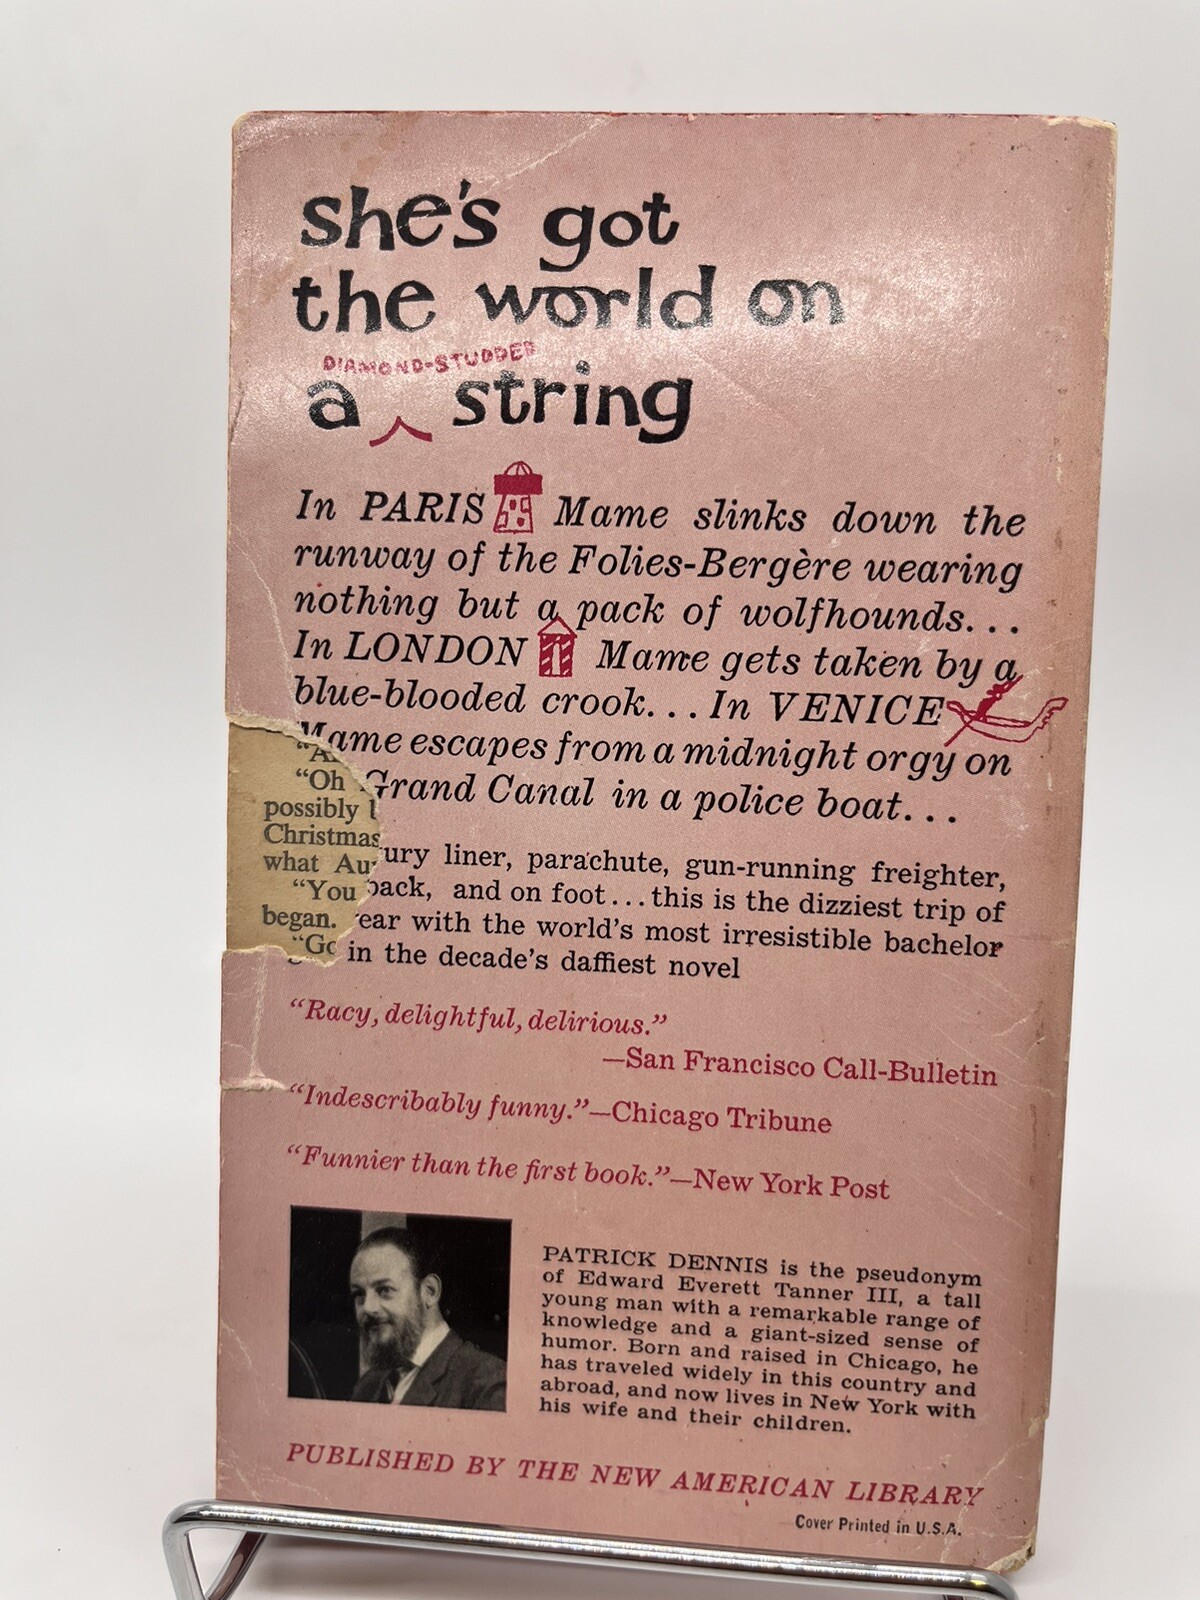 she's got
the world on
DIAMOND-STUDDED
a string
In PARIS Mame slinks down the
runway of the Folies-Bergère wearing
nothing but a pack of wolfhounds...
In LONDON Mame gets taken by a
blue-blooded crook... In VENICE
Mame escapes from a midnight orgy on
Grand Canal in a police boat...
ury liner, parachute, gun-running freighter,
back, and on foot...this is the dizziest trip of
ear with the world's most irresistible bachelor
in the decade's daffiest novel
"Oh
possibly
Christmas
what Au
"You
began.
"Go
"Racy, delightful, delirious."
—San Francisco Call-Bulletin
"Indescribably funny."—Chicago Tribune
"Funnier than the first book."—New York Post
PATRICK DENNIS is the pseudonym
of Edward Everett Tanner III, a tall
young man with a remarkable range of
knowledge and a giant-sized sense of
humor. Born and raised in Chicago, he
has traveled widely in this country and
abroad, and now lives in New York with
his wife and their children.
PUBLISHED BY THE NEW AMERICAN LIBRARY
Cover Printed in U.S.A.